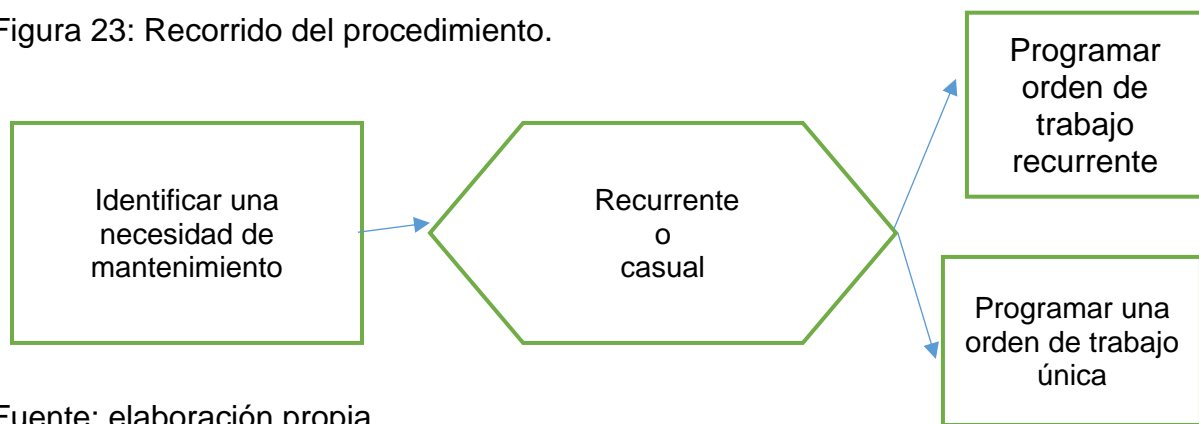 Figura 23: Recorrido del procedimiento.
Identificar una
necesidad de
mantenimiento
Recurrente
o
casual
Programar
orden de
trabajo
recurrente
Programar una
orden de trabajo
única
Fuente: elaboración propia